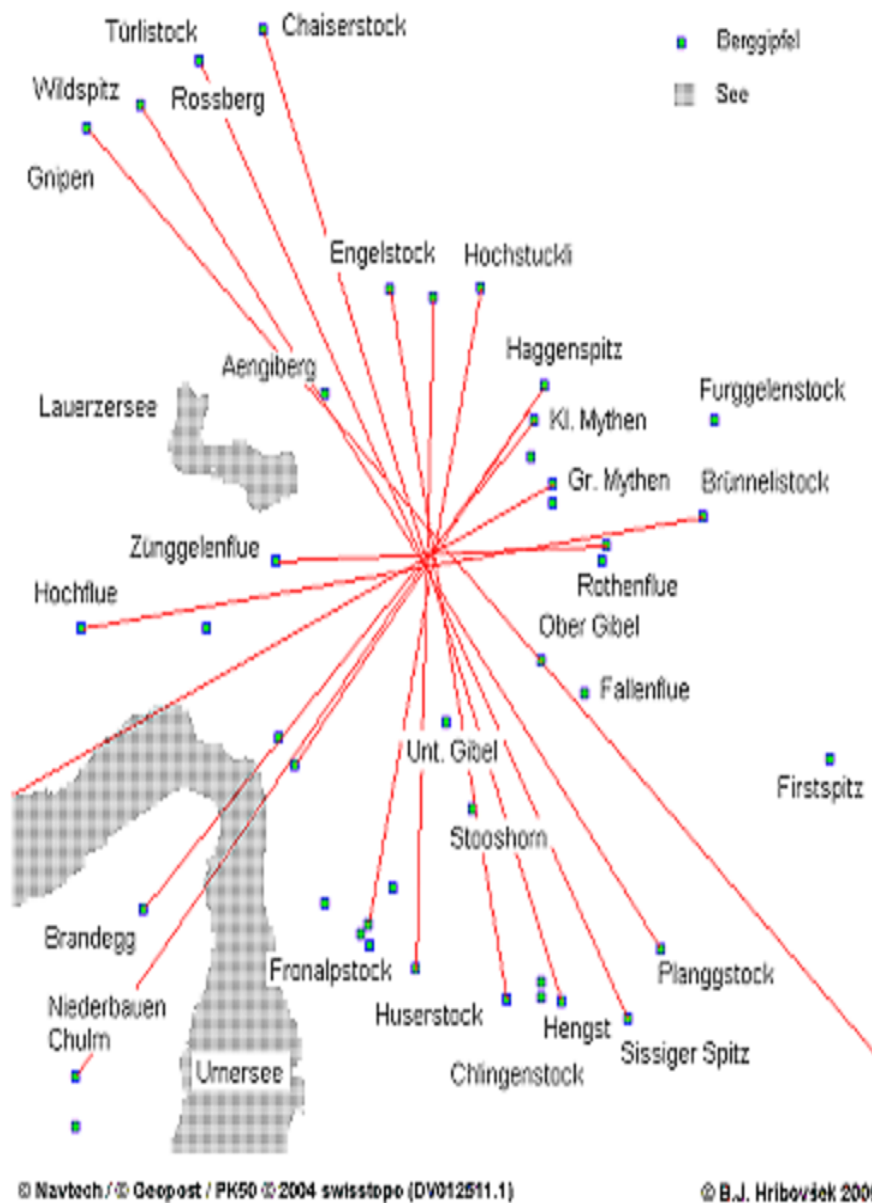 Chaiserstock
Türlistock
Berggipfel
Wildspitz
Rossberg
See
Gnipen
Engelstock
Hochstuckli
Haggenspitz
Aengiberg
Furggelenstock
Lauerzersee
Kl. Mythen
Gr. Mythen
Brünnelistock
Zünggelenflue
Rothenflue
Hochflue
Ober Gibel
Fallenflue
Unt. Gibel
Firstspitz
Stooshorn
Brandegg
Fronalpstock
Planggstock
Niederbauen
Chulm
Huserstock
Hengst
Sissiger Spitz
Urnersee
Chlingenstock
© Navtech / © Geopost / PK50 © 2004 swisstopo (DV012511.1)
© B.J. Hribovšek